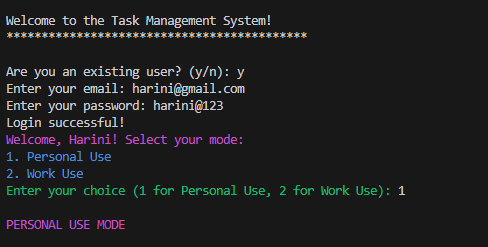 Welcome to the Task Management System!
*******************************************
Are you an existing user? (y/n): y
Enter your email: harini@gmail.com
Enter your password: harini@123
Login successful!
Welcome, Harini! Select your mode:
1. Personal Use
2. Work Use
Enter your choice (1 for Personal Use, 2 for Work Use): 1
PERSONAL USE MODE